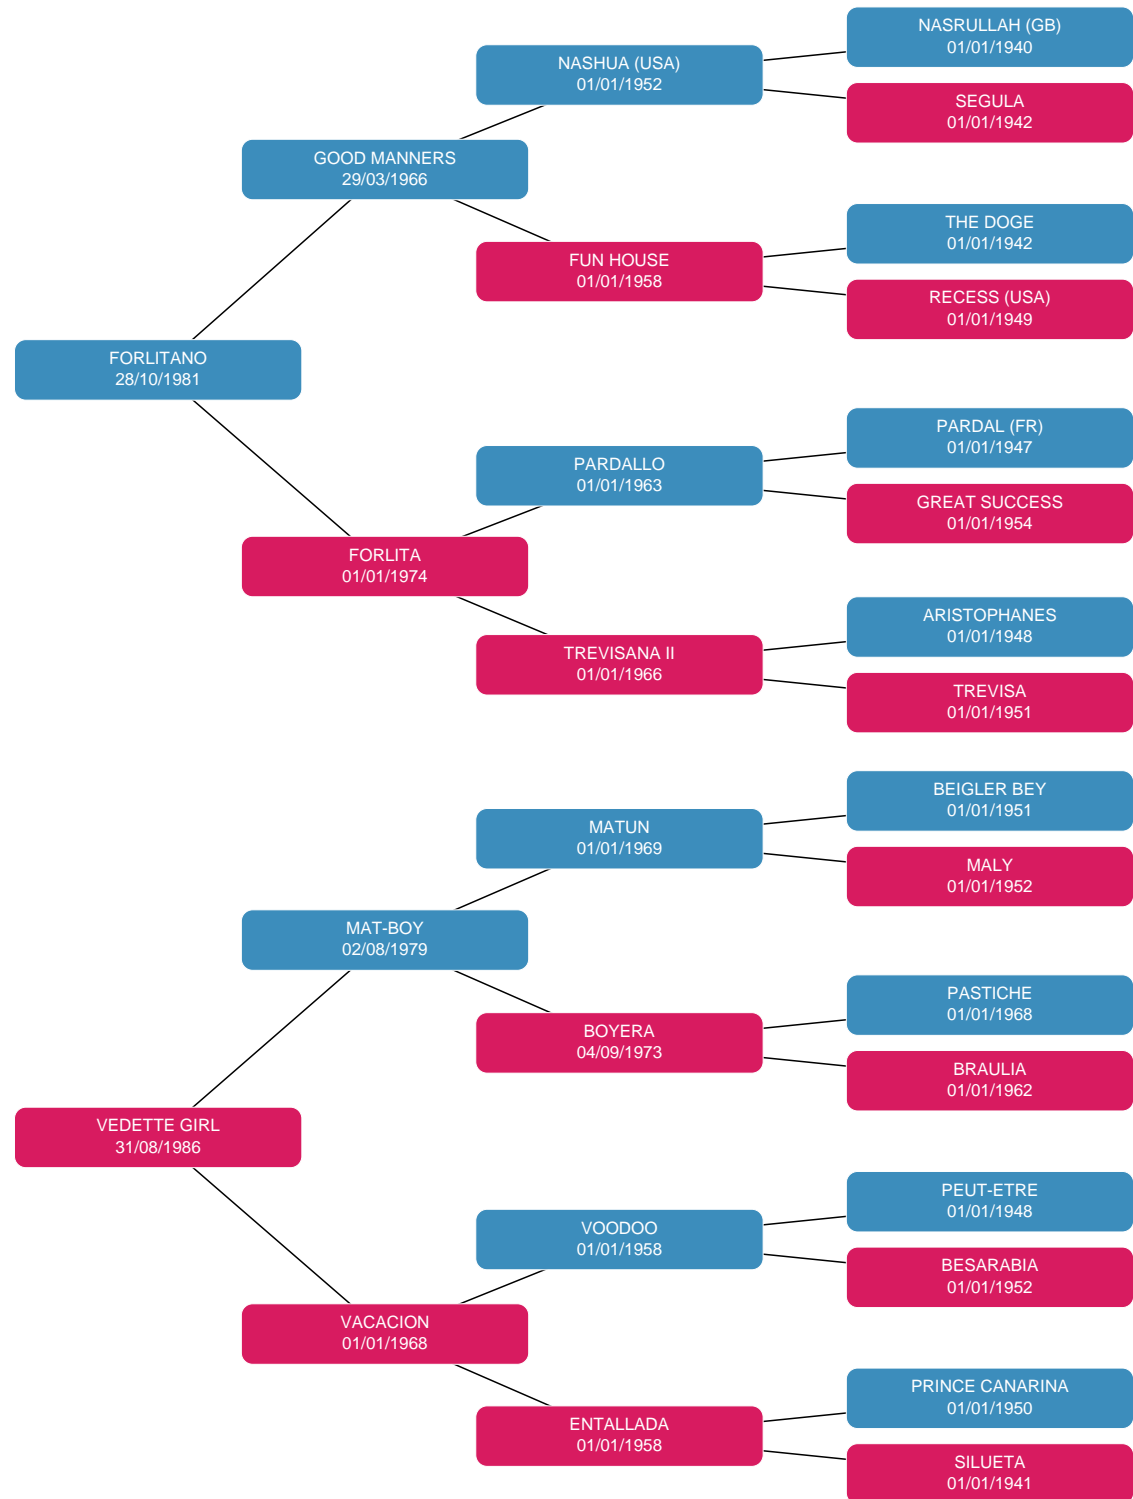 NASRULLAH (GB)
01/01/1940
NASHUA (USA)
01/01/1952
SEGULA
01/01/1942
GOOD MANNERS
29/03/1966
THE DOGE
01/01/1942
FUN HOUSE
01/01/1958
RECESS (USA)
01/01/1949
FORLITANO
28/10/1981
PARDAL (FR)
01/01/1947
PARDALLO
01/01/1963
GREAT SUCCESS
01/01/1954
FORLITA
01/01/1974
ARISTOPHANES
01/01/1948
TREVISANA II
01/01/1966
TREVISA
01/01/1951
BEIGLER BEY
01/01/1951
MATUN
01/01/1969
MALY
01/01/1952
MAT-BOY
02/08/1979
PASTICHE
01/01/1968
BOYERA
04/09/1973
BRAULIA
01/01/1962
VEDETTE GIRL
31/08/1986
PEUT-ETRE
01/01/1948
VOODOO
01/01/1958
BESARABIA
01/01/1952
VACACION
01/01/1968
PRINCE CANARINA
01/01/1950
ENTALLADA
01/01/1958
SILUETA
01/01/1941